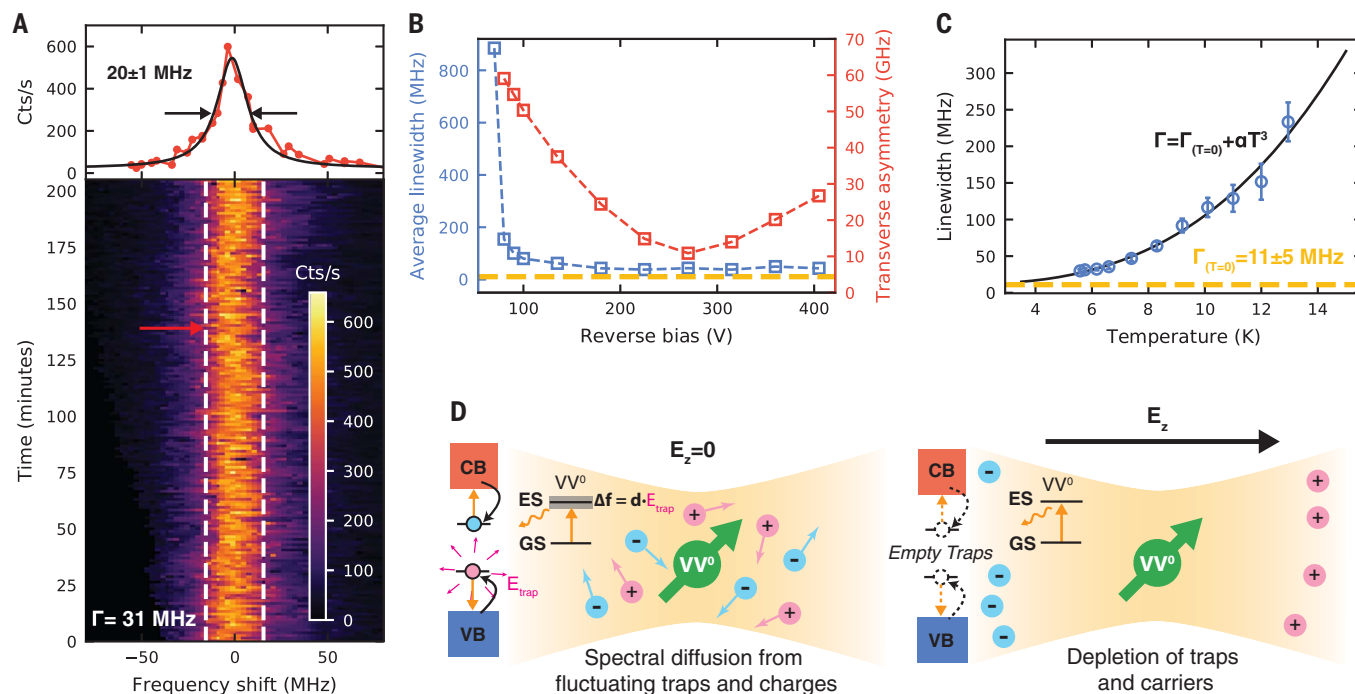 A
600
400
200
0
Cts/s
20±1 MHz
200
175
150
125
100
75
50
25
0
Time (minutes)
Cts/s
600
500
400
300
200
100
0
Γ= 31 MHz
−50
0
50
Frequency shift (MHz)
B
800
600
400
200
0
Average linewidth (MHz)
70
60
50
40
30
20
10
0
Transverse asymmetry (GHz)
100
200
300
400
Reverse bias (V)
C
300
250
200
150
100
50
0
Linewidth (MHz)
Γ=Γ(T=0)+αT³
Γ(T=0)=11±5 MHz
4
6
8
10
12
14
Temperature (K)
D
Ez=0
CB
VV⁰
ES
Δf = d·Etrap
GS
Etrap
VB
VV⁰
+
-
-
+
-
+
-
+
Spectral diffusion from
fluctuating traps and charges
Ez
CB
-
VV⁰
ES
GS
Empty Traps
VB
-
-
-
VV⁰
+
+
+
+
Depletion of traps
and carriers